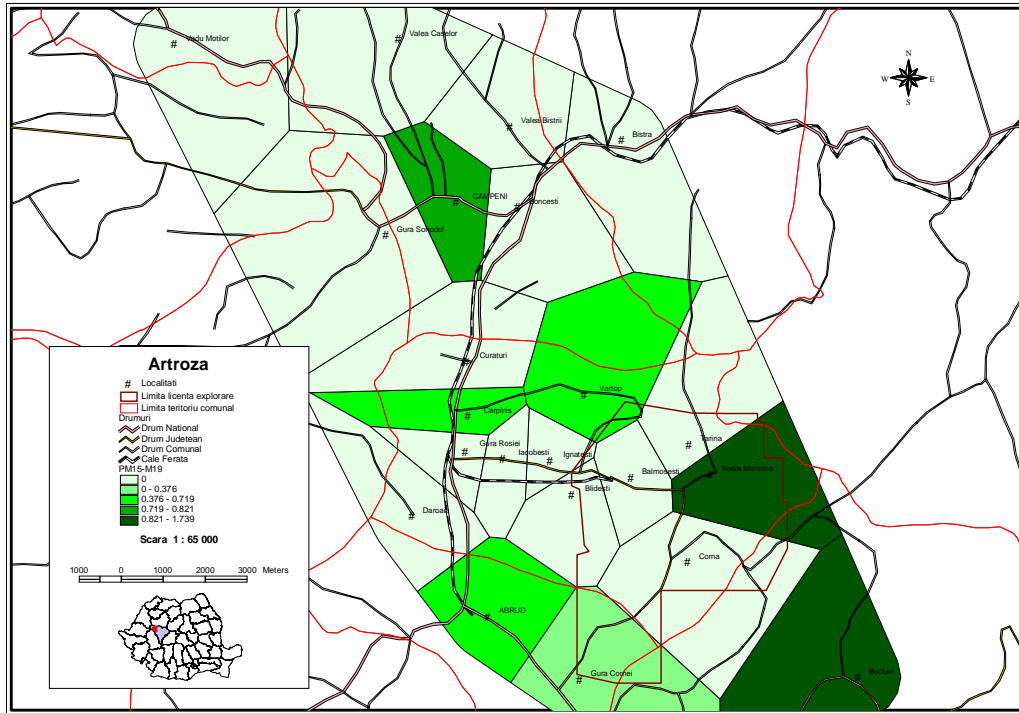 Vadu Motilor
#
Valea Caselor
#
N
W E
S
Valea Bistrii
#
Bistra
#
CAMPENI
#
#
Gura Sohodol
#
Curaturi
#
Vartop
#
Carpinis
#
Gura Rosiei
#
Iacobesti
#
Ignatesti
#
Tarina
#
Balmosesti
#
Rosia Montana
#
Blidesti
#
Daroaia
#
Corna
#
ABRUD
#
Gura Cornei
#
Bucium
#
Artroza
# Localitati
Limita licenta explorare
Limita teritoriu comunal
Drumuri
Drum National
Drum Judetean
Drum Comunal
Cale Ferata
PM15-M19
0
0 - 0.376
0.376 - 0.719
0.719 - 0.821
0.821 - 1.739
Scara 1 : 65 000
1000 0 1000 2000 3000 Meters